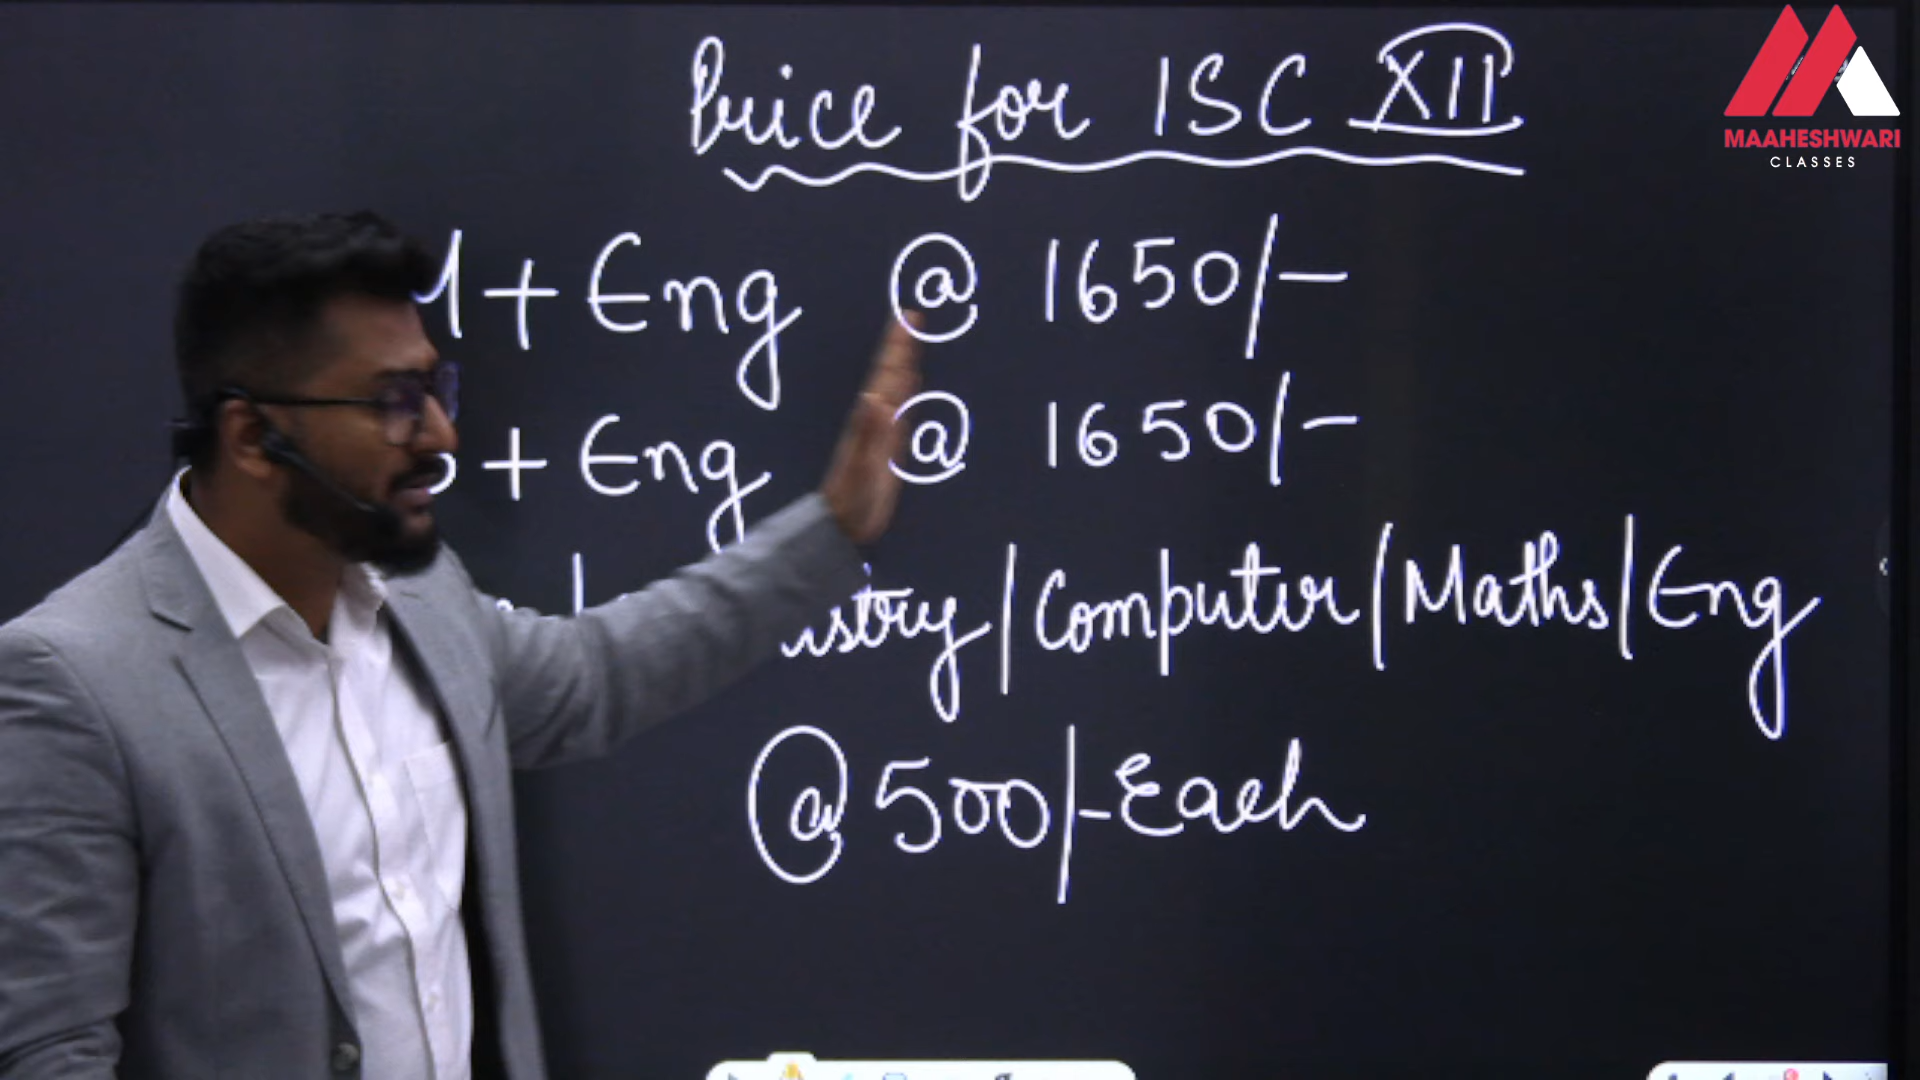 Price for ISC XII
MAAHESHWARI
CLASSES
+ Eng @ 1650/-
+ Eng @ 1650/-
/ Computer / Maths / Eng
@ 500/- Each